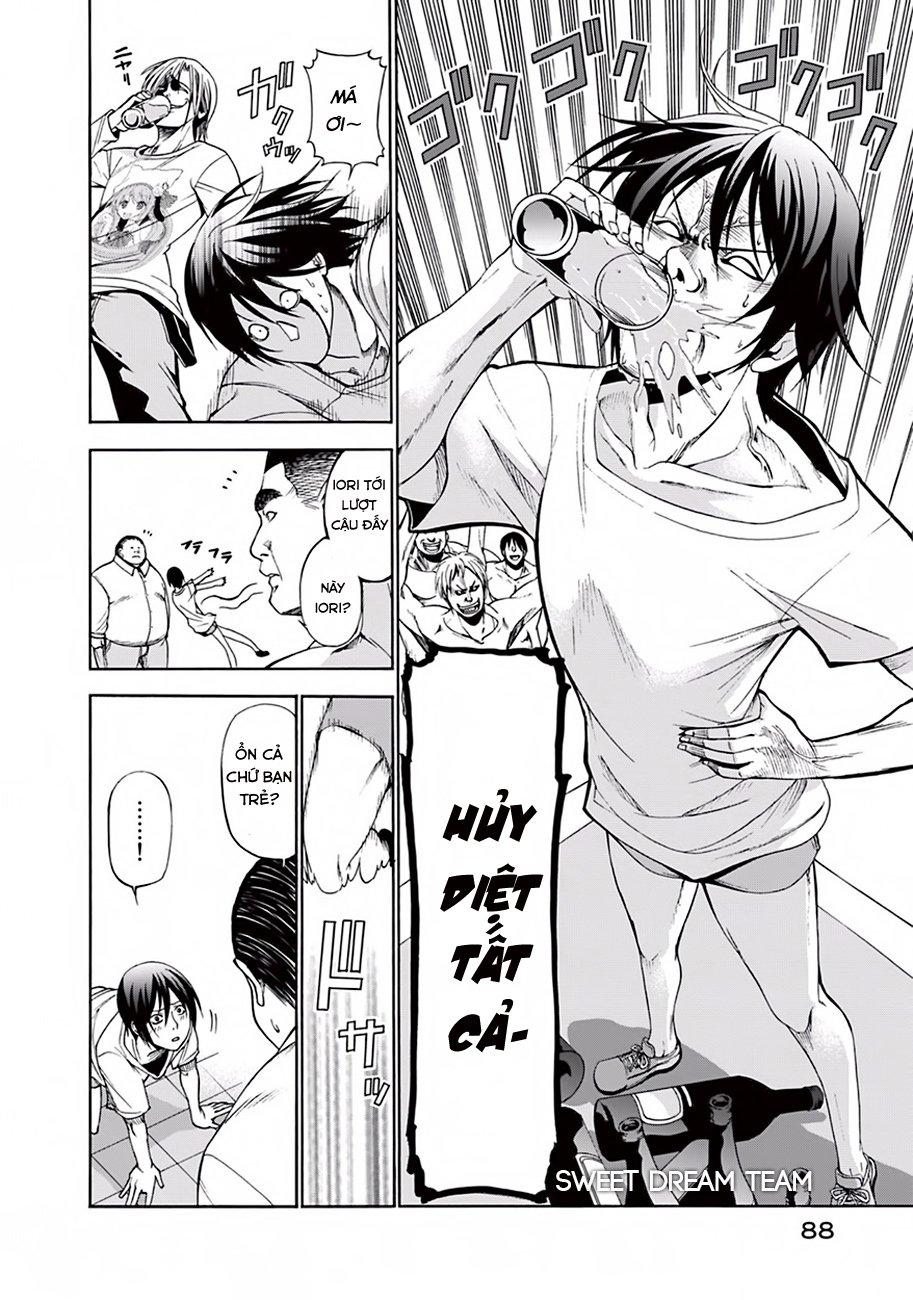 ゴクゴクゴクゴク
HỦY
DIỆT
TẤT
CẢ-
SWEET DREAM TEAM
MÁ
ƠI~
ガクゥッ
ニャリ
IORI TỚI
LƯỢT
CẬU ĐẤY
NÀY
IORI?
フラフラ
ドサッ
ỔN CẢ
CHỨ BẠN
TRẺ?
........
88